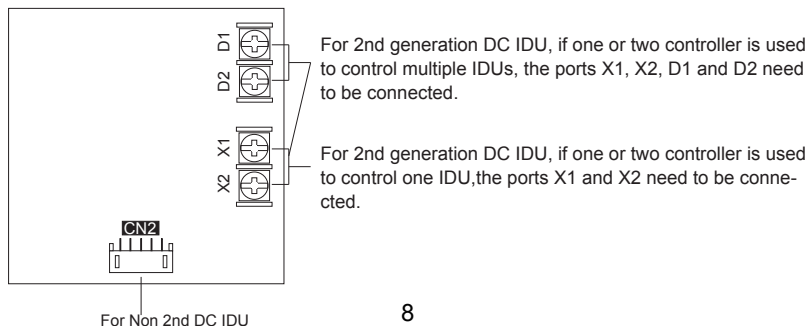 D1
D2
X1
X2
CN2
For 2nd generation DC IDU, if one or two controller is used
to control multiple IDUs, the ports X1, X2, D1 and D2 need
to be connected.
For 2nd generation DC IDU, if one or two controller is used
to control one IDU,the ports X1 and X2 need to be conne-
cted.
For Non 2nd DC IDU
8